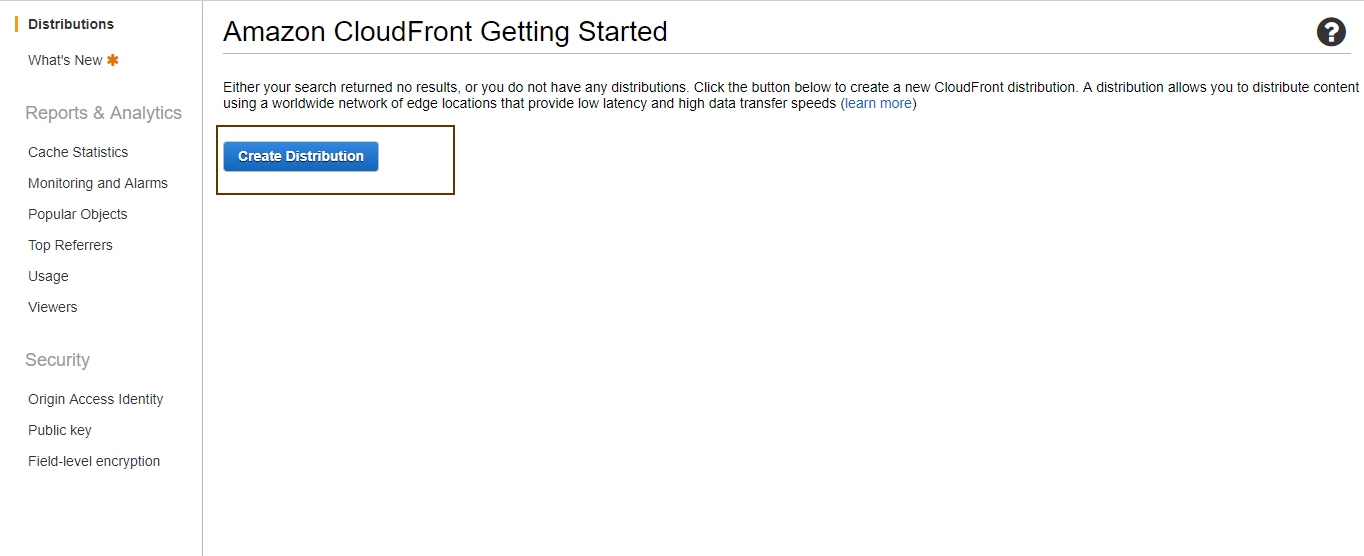 Distributions
What's New
Reports & Analytics
Cache Statistics
Monitoring and Alarms
Popular Objects
Top Referrers
Usage
Viewers
Security
Origin Access Identity
Public key
Field-level encryption
Amazon CloudFront Getting Started
?
Either your search returned no results, or you do not have any distributions. Click the button below to create a new CloudFront distribution. A distribution allows you to distribute content
using a worldwide network of edge locations that provide low latency and high data transfer speeds (learn more)
Create Distribution